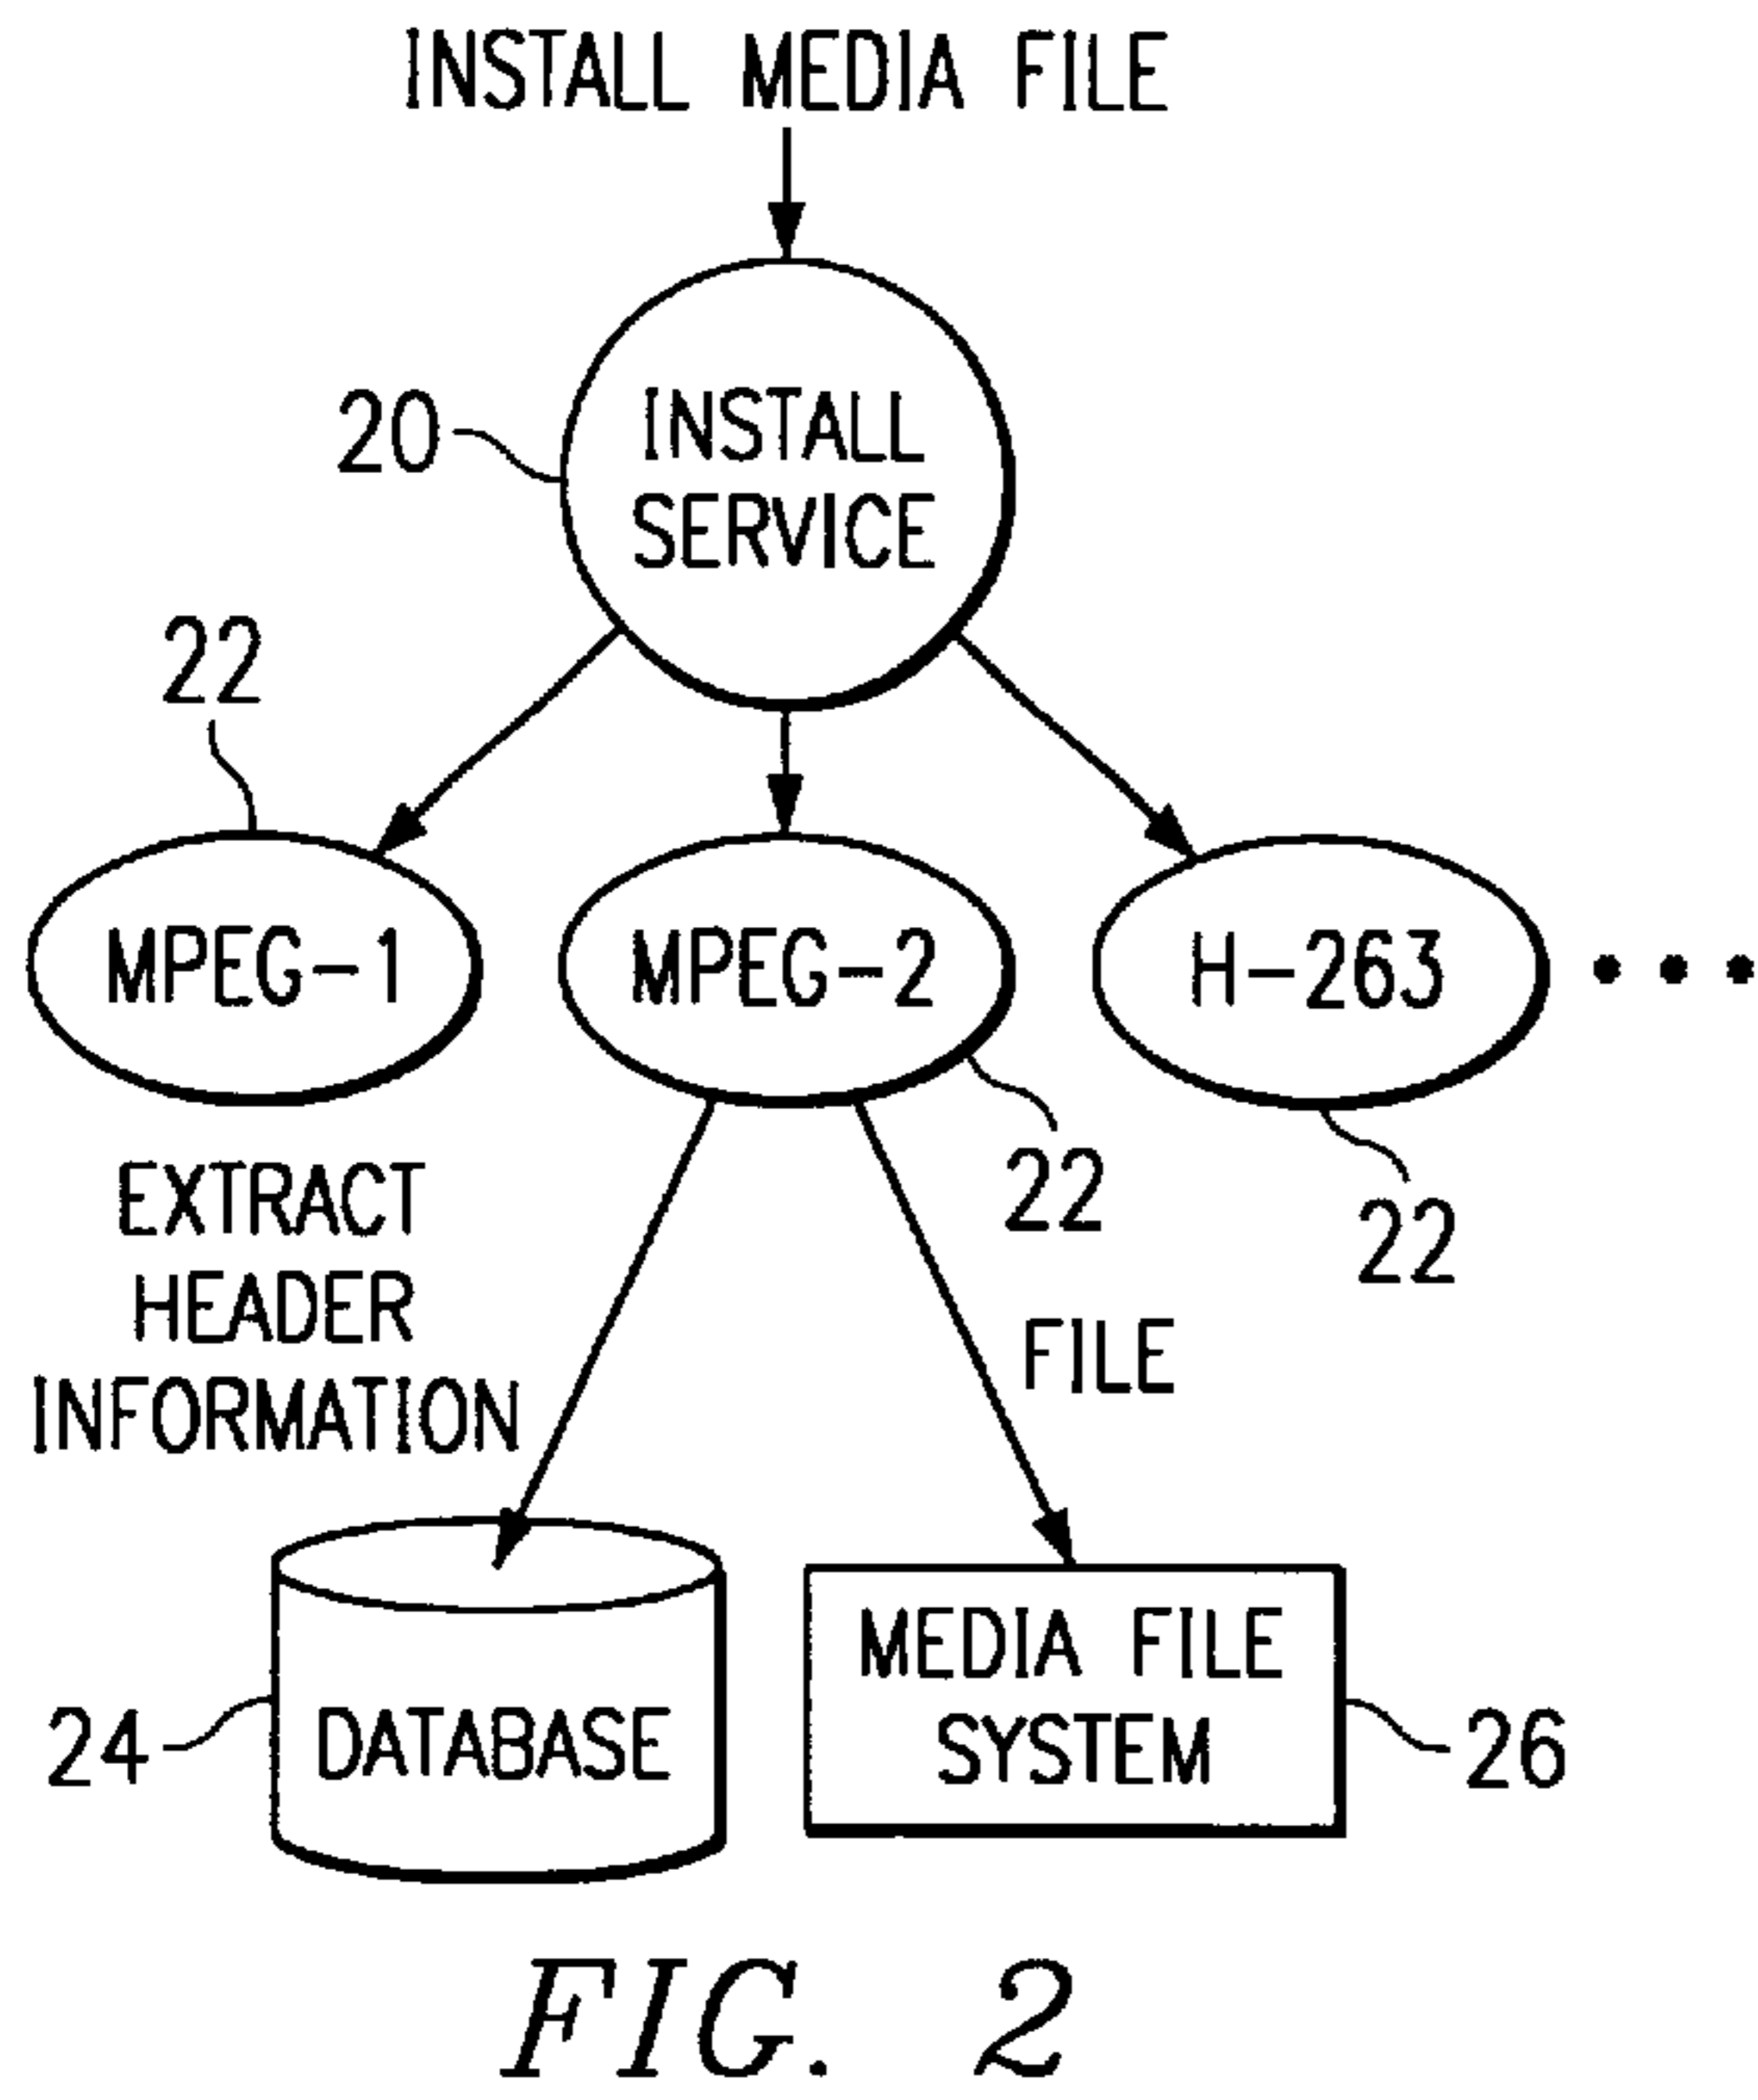 INSTALL MEDIA FILE
20
INSTALL
SERVICE
22
MPEG-1
MPEG-2
H-263
22
22
EXTRACT
HEADER
INFORMATION
FILE
24
DATABASE
MEDIA FILE
SYSTEM
26
FIG. 2